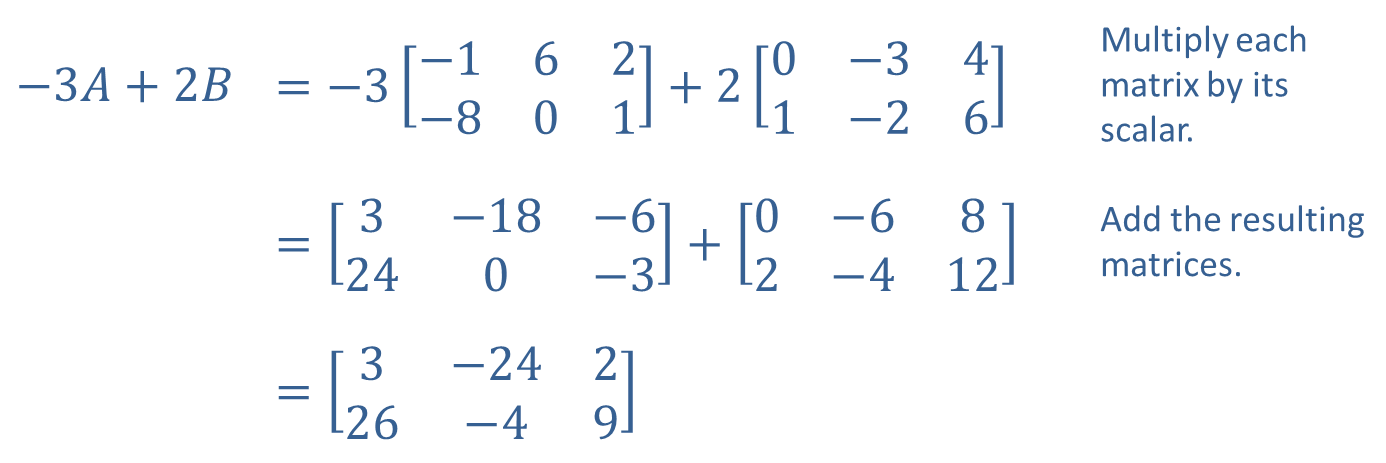 −3A + 2B = −3 [−1 6 2] + 2 [0 −3 4]
[−8 0 1] [1 −2 6]
Multiply each
matrix by its
scalar.
= [3 −18 −6] + [0 −6 8]
[24 0 −3] [2 −4 12]
Add the resulting
matrices.
= [3 −24 2]
[26 −4 9]